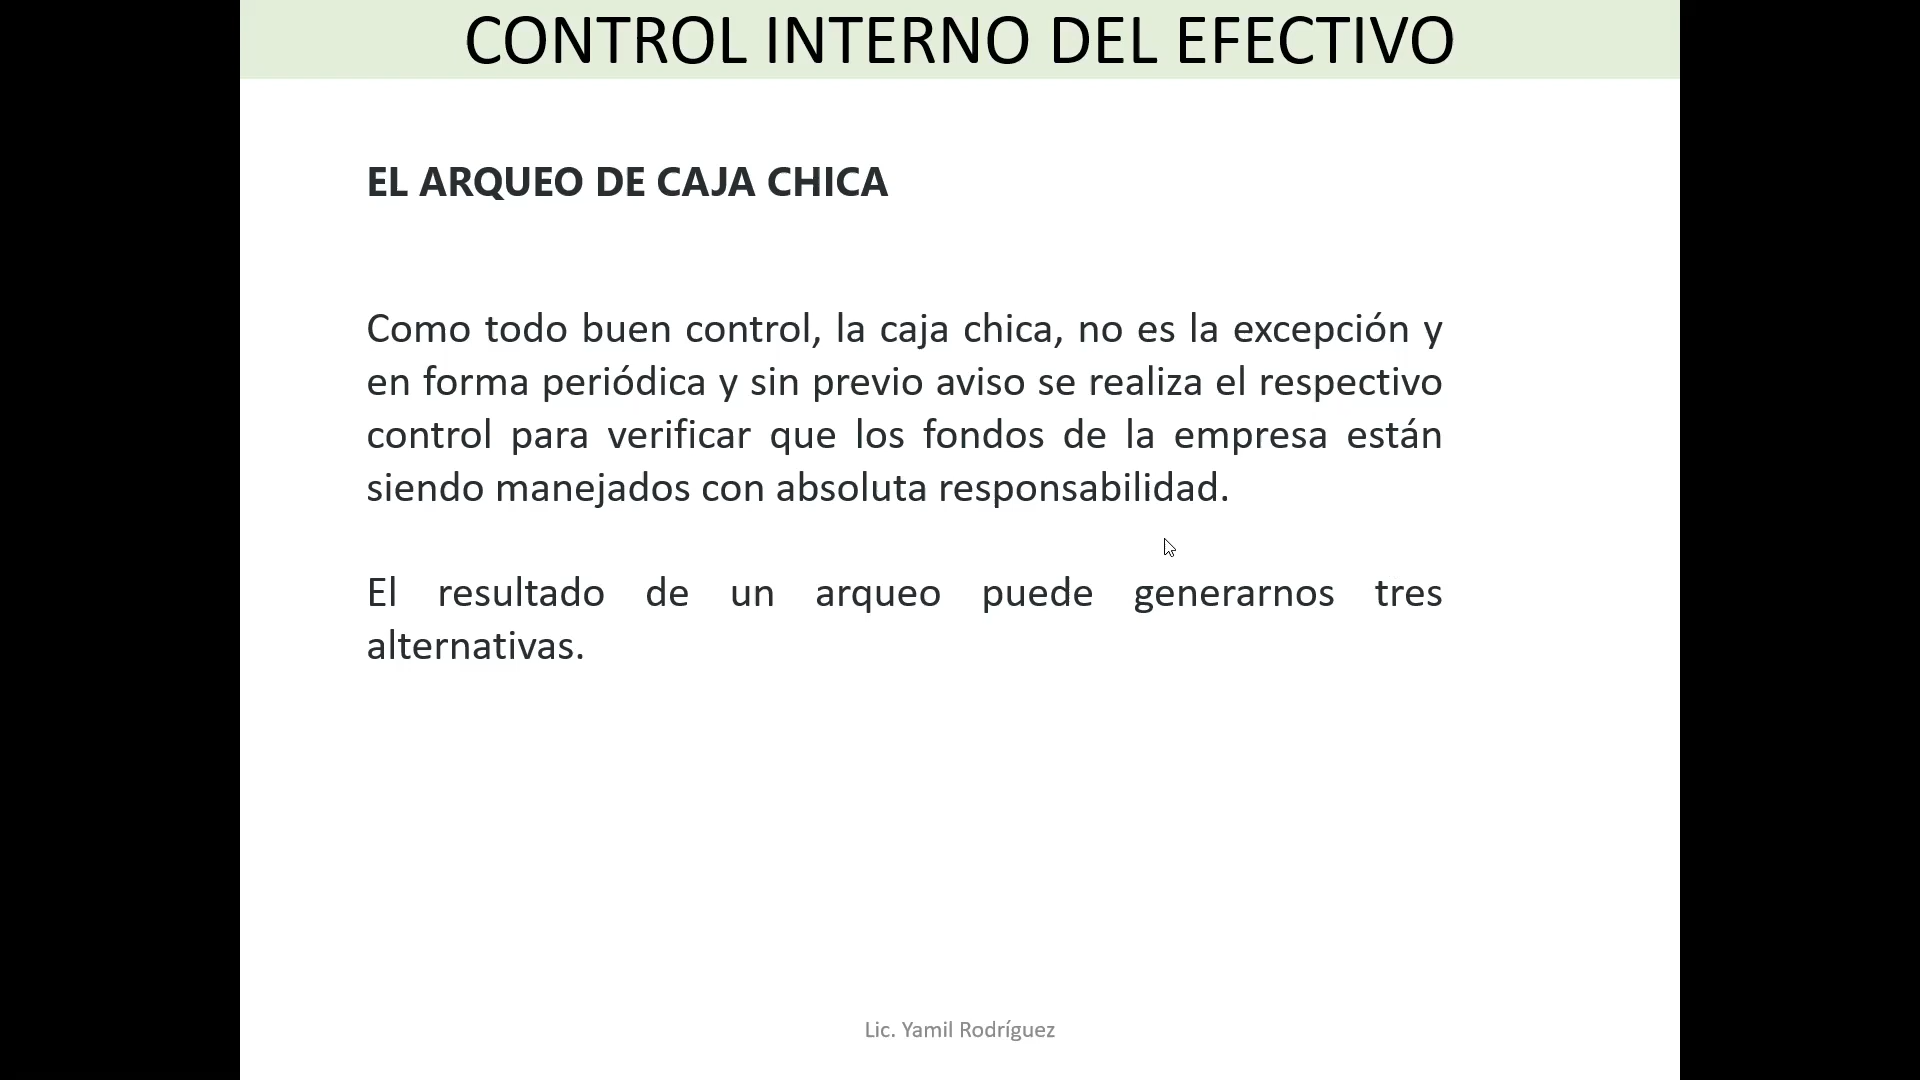 CONTROL INTERNO DEL EFECTIVO
EL ARQUEO DE CAJA CHICA
Como todo buen control, la caja chica, no es la excepción y
en forma periódica y sin previo aviso se realiza el respectivo
control para verificar que los fondos de la empresa están
siendo manejados con absoluta responsabilidad.
El resultado de un arqueo puede generarnos tres
alternativas.
Lic. Yamil Rodríguez